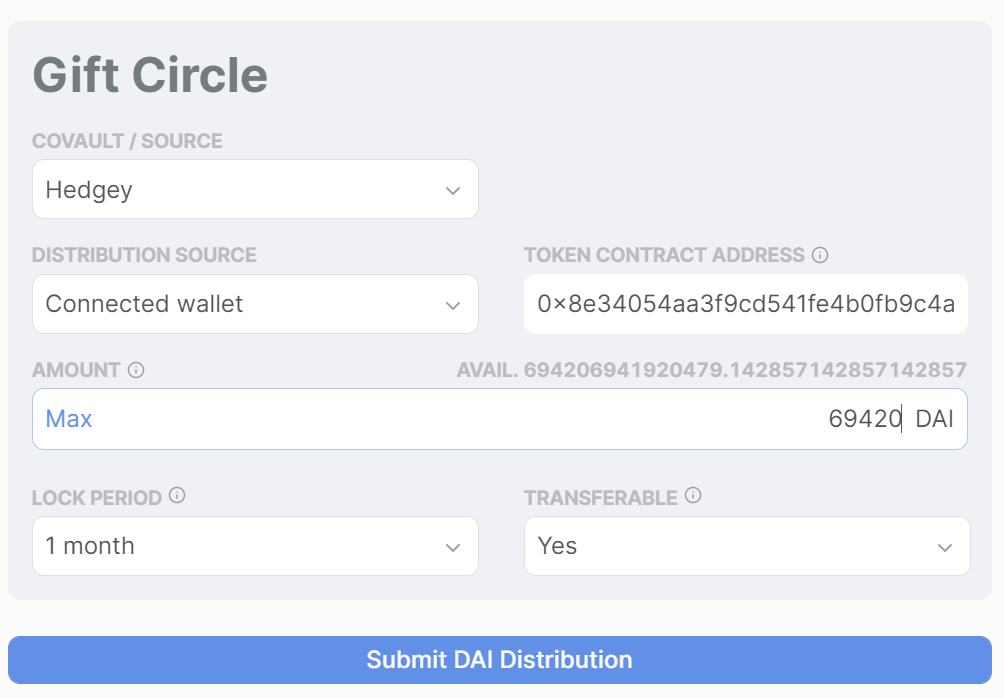 Gift Circle
COVAULT / SOURCE
Hedgey
DISTRIBUTION SOURCE
TOKEN CONTRACT ADDRESS
Connected wallet
0x8e34054aa3f9cd541fe4b0fb9c4a
AMOUNT
AVAIL. 694206941920479.142857142857142857
Max
69420 DAI
LOCK PERIOD
TRANSFERABLE
1 month
Yes
Submit DAI Distribution